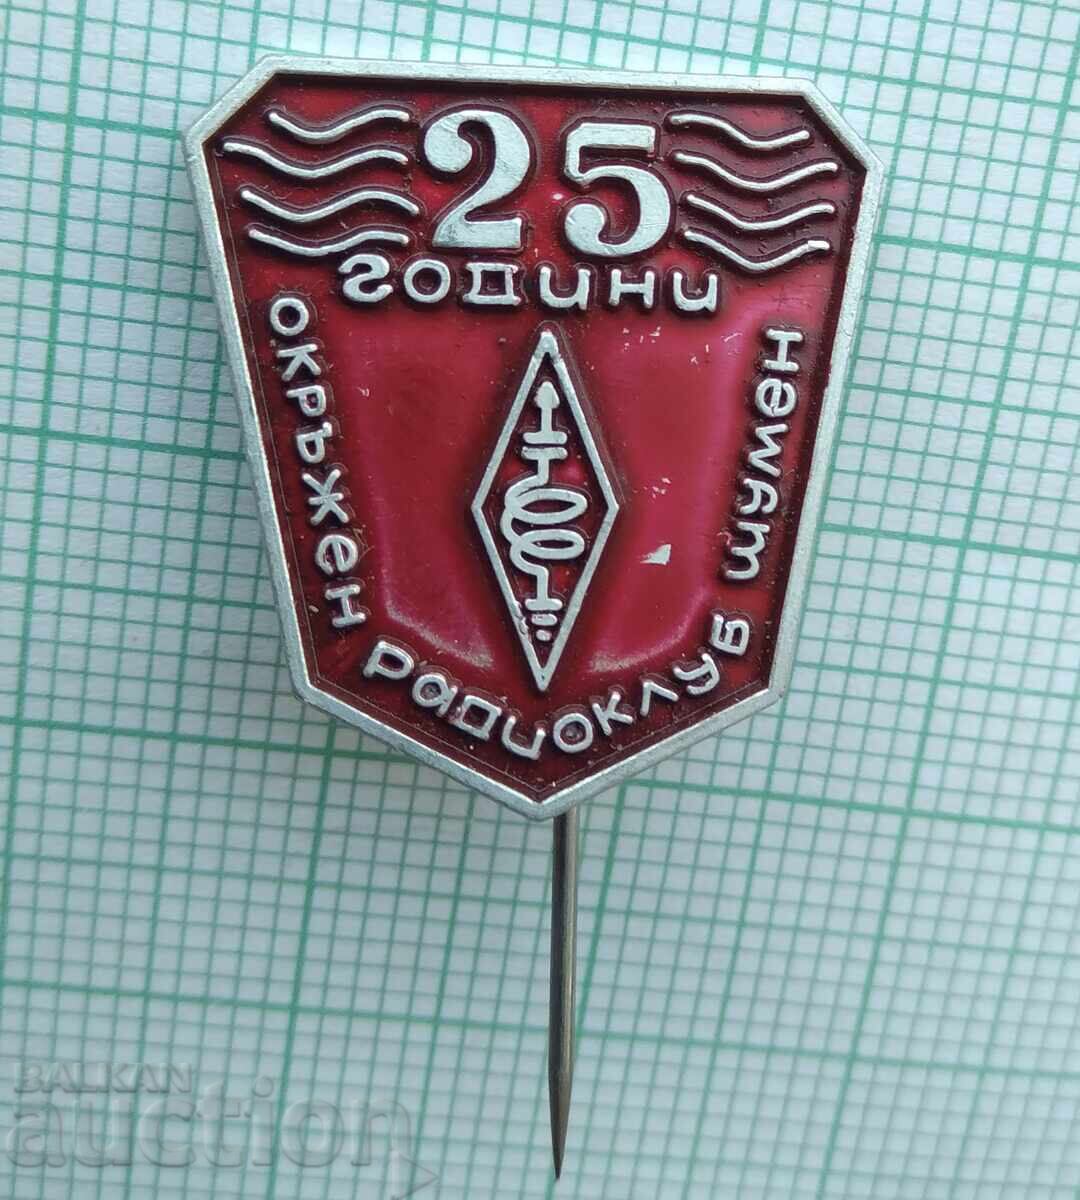 25
години
окръжен радиоклуб шумен
BALKAN
auction